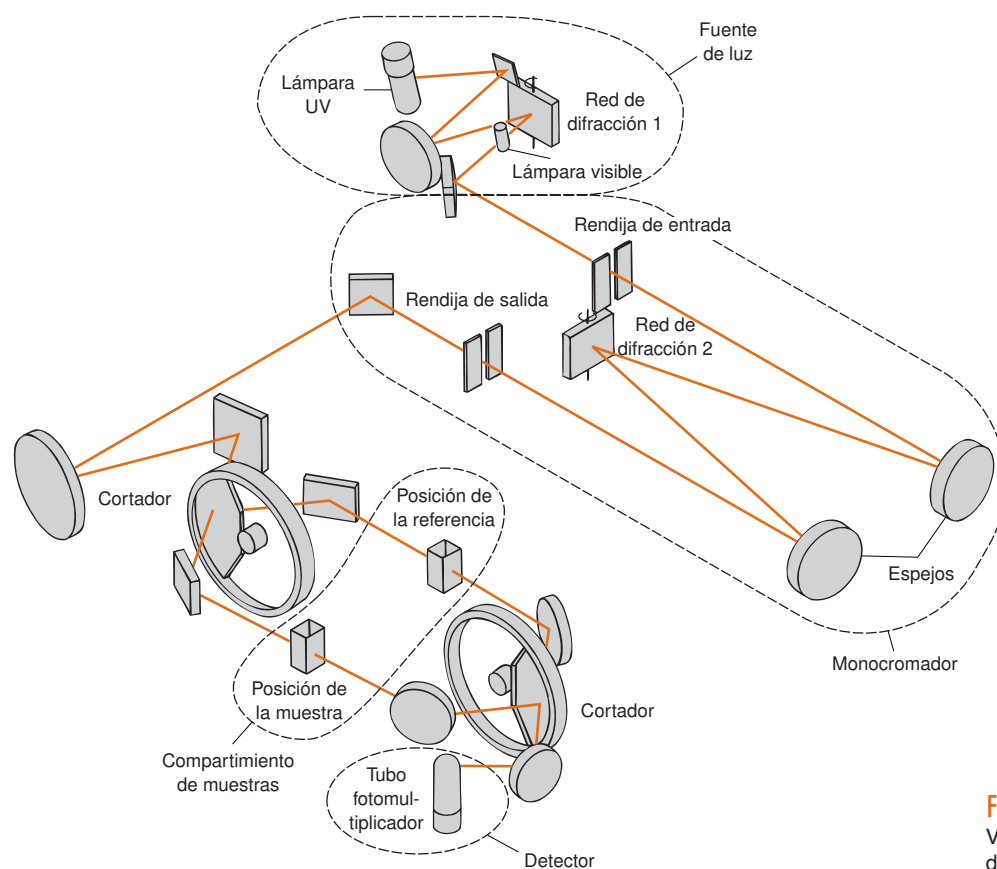 Fuente
de luz
Lámpara
UV
Red de
difracción 1
Lámpara visible
Rendija de entrada
Rendija de salida
Red de
difracción 2
Cortador
Posición de
la referencia
Espejos
Monocromador
Posición de
la muestra
Cortador
Compartimiento
de muestras
Tubo
fotomul-
tiplicador
Detector
F
V
d